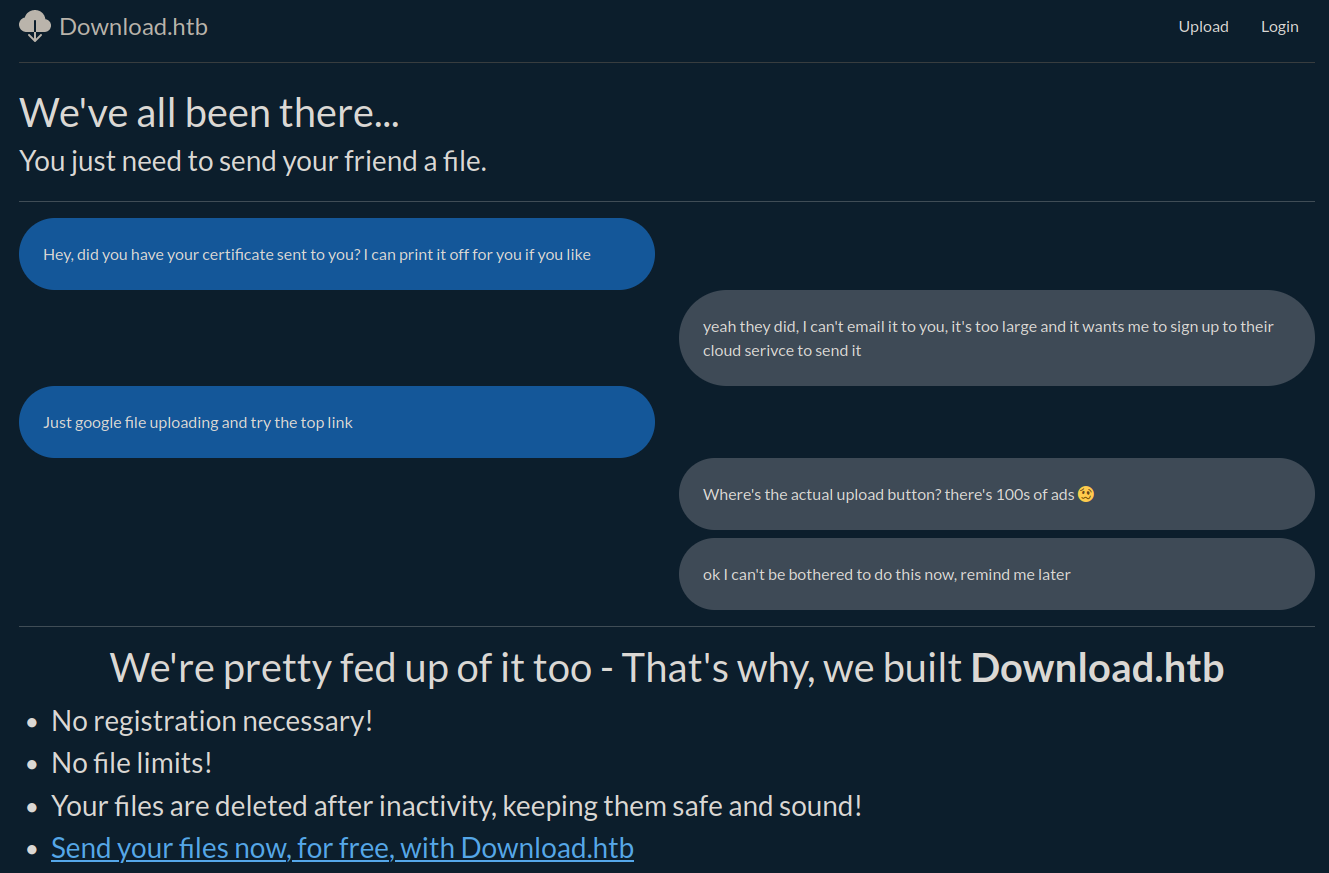 Download.htb
Upload
Login
We've all been there...
You just need to send your friend a file.
Hey, did you have your certificate sent to you? I can print it off for you if you like
yeah they did, I can't email it to you, it's too large and it wants me to sign up to their
cloud serivce to send it
Just google file uploading and try the top link
Where's the actual upload button? there's 100s of ads 🤕
ok I can't be bothered to do this now, remind me later
We're pretty fed up of it too - That's why, we built Download.htb
• No registration necessary!
• No file limits!
• Your files are deleted after inactivity, keeping them safe and sound!
• Send your files now, for free, with Download.htb